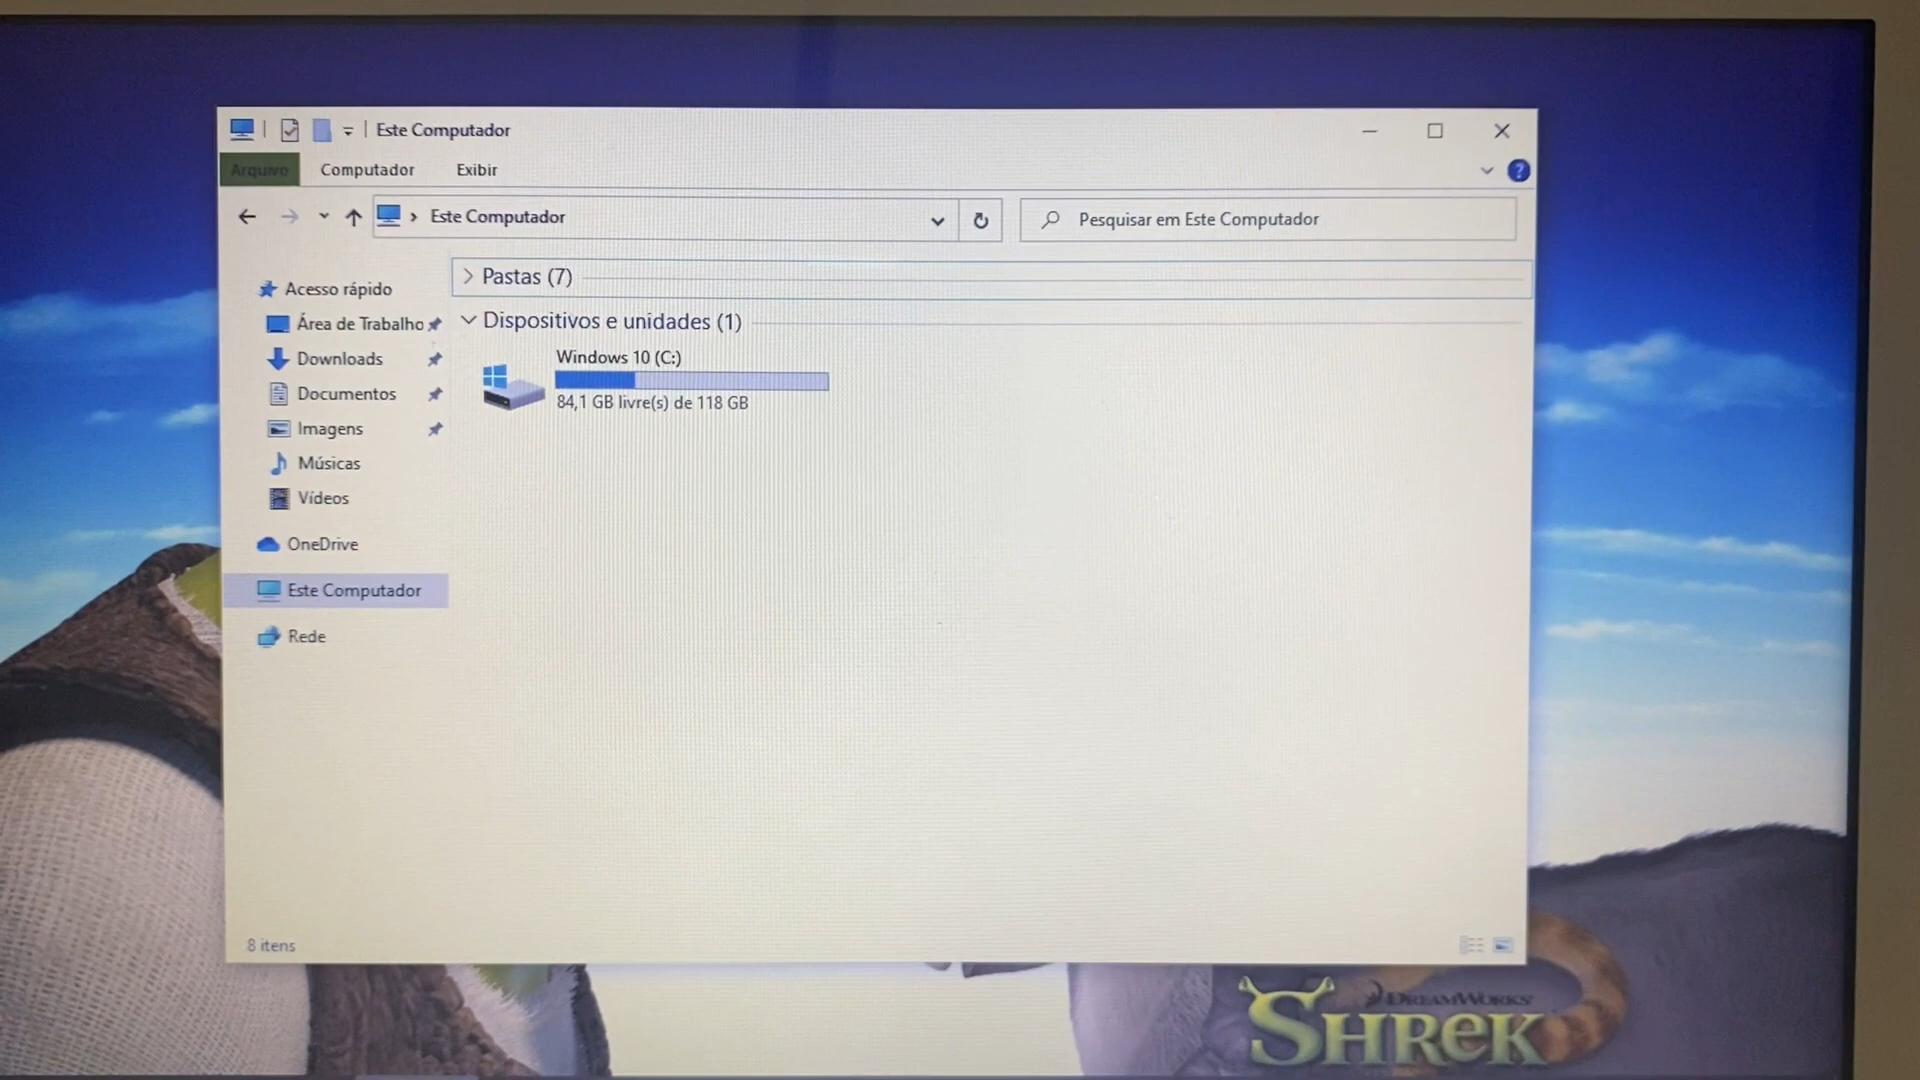 Este Computador
Arquivo Computador Exibir
Este Computador
Pesquisar em Este Computador
Acesso rápido
Área de Trabalho
Downloads
Documentos
Imagens
Músicas
Vídeos
OneDrive
Este Computador
Rede
Pastas (7)
Dispositivos e unidades (1)
Windows 10 (C:)
84,1 GB livre(s) de 118 GB
8 itens
DREAMWORKS
SHREK